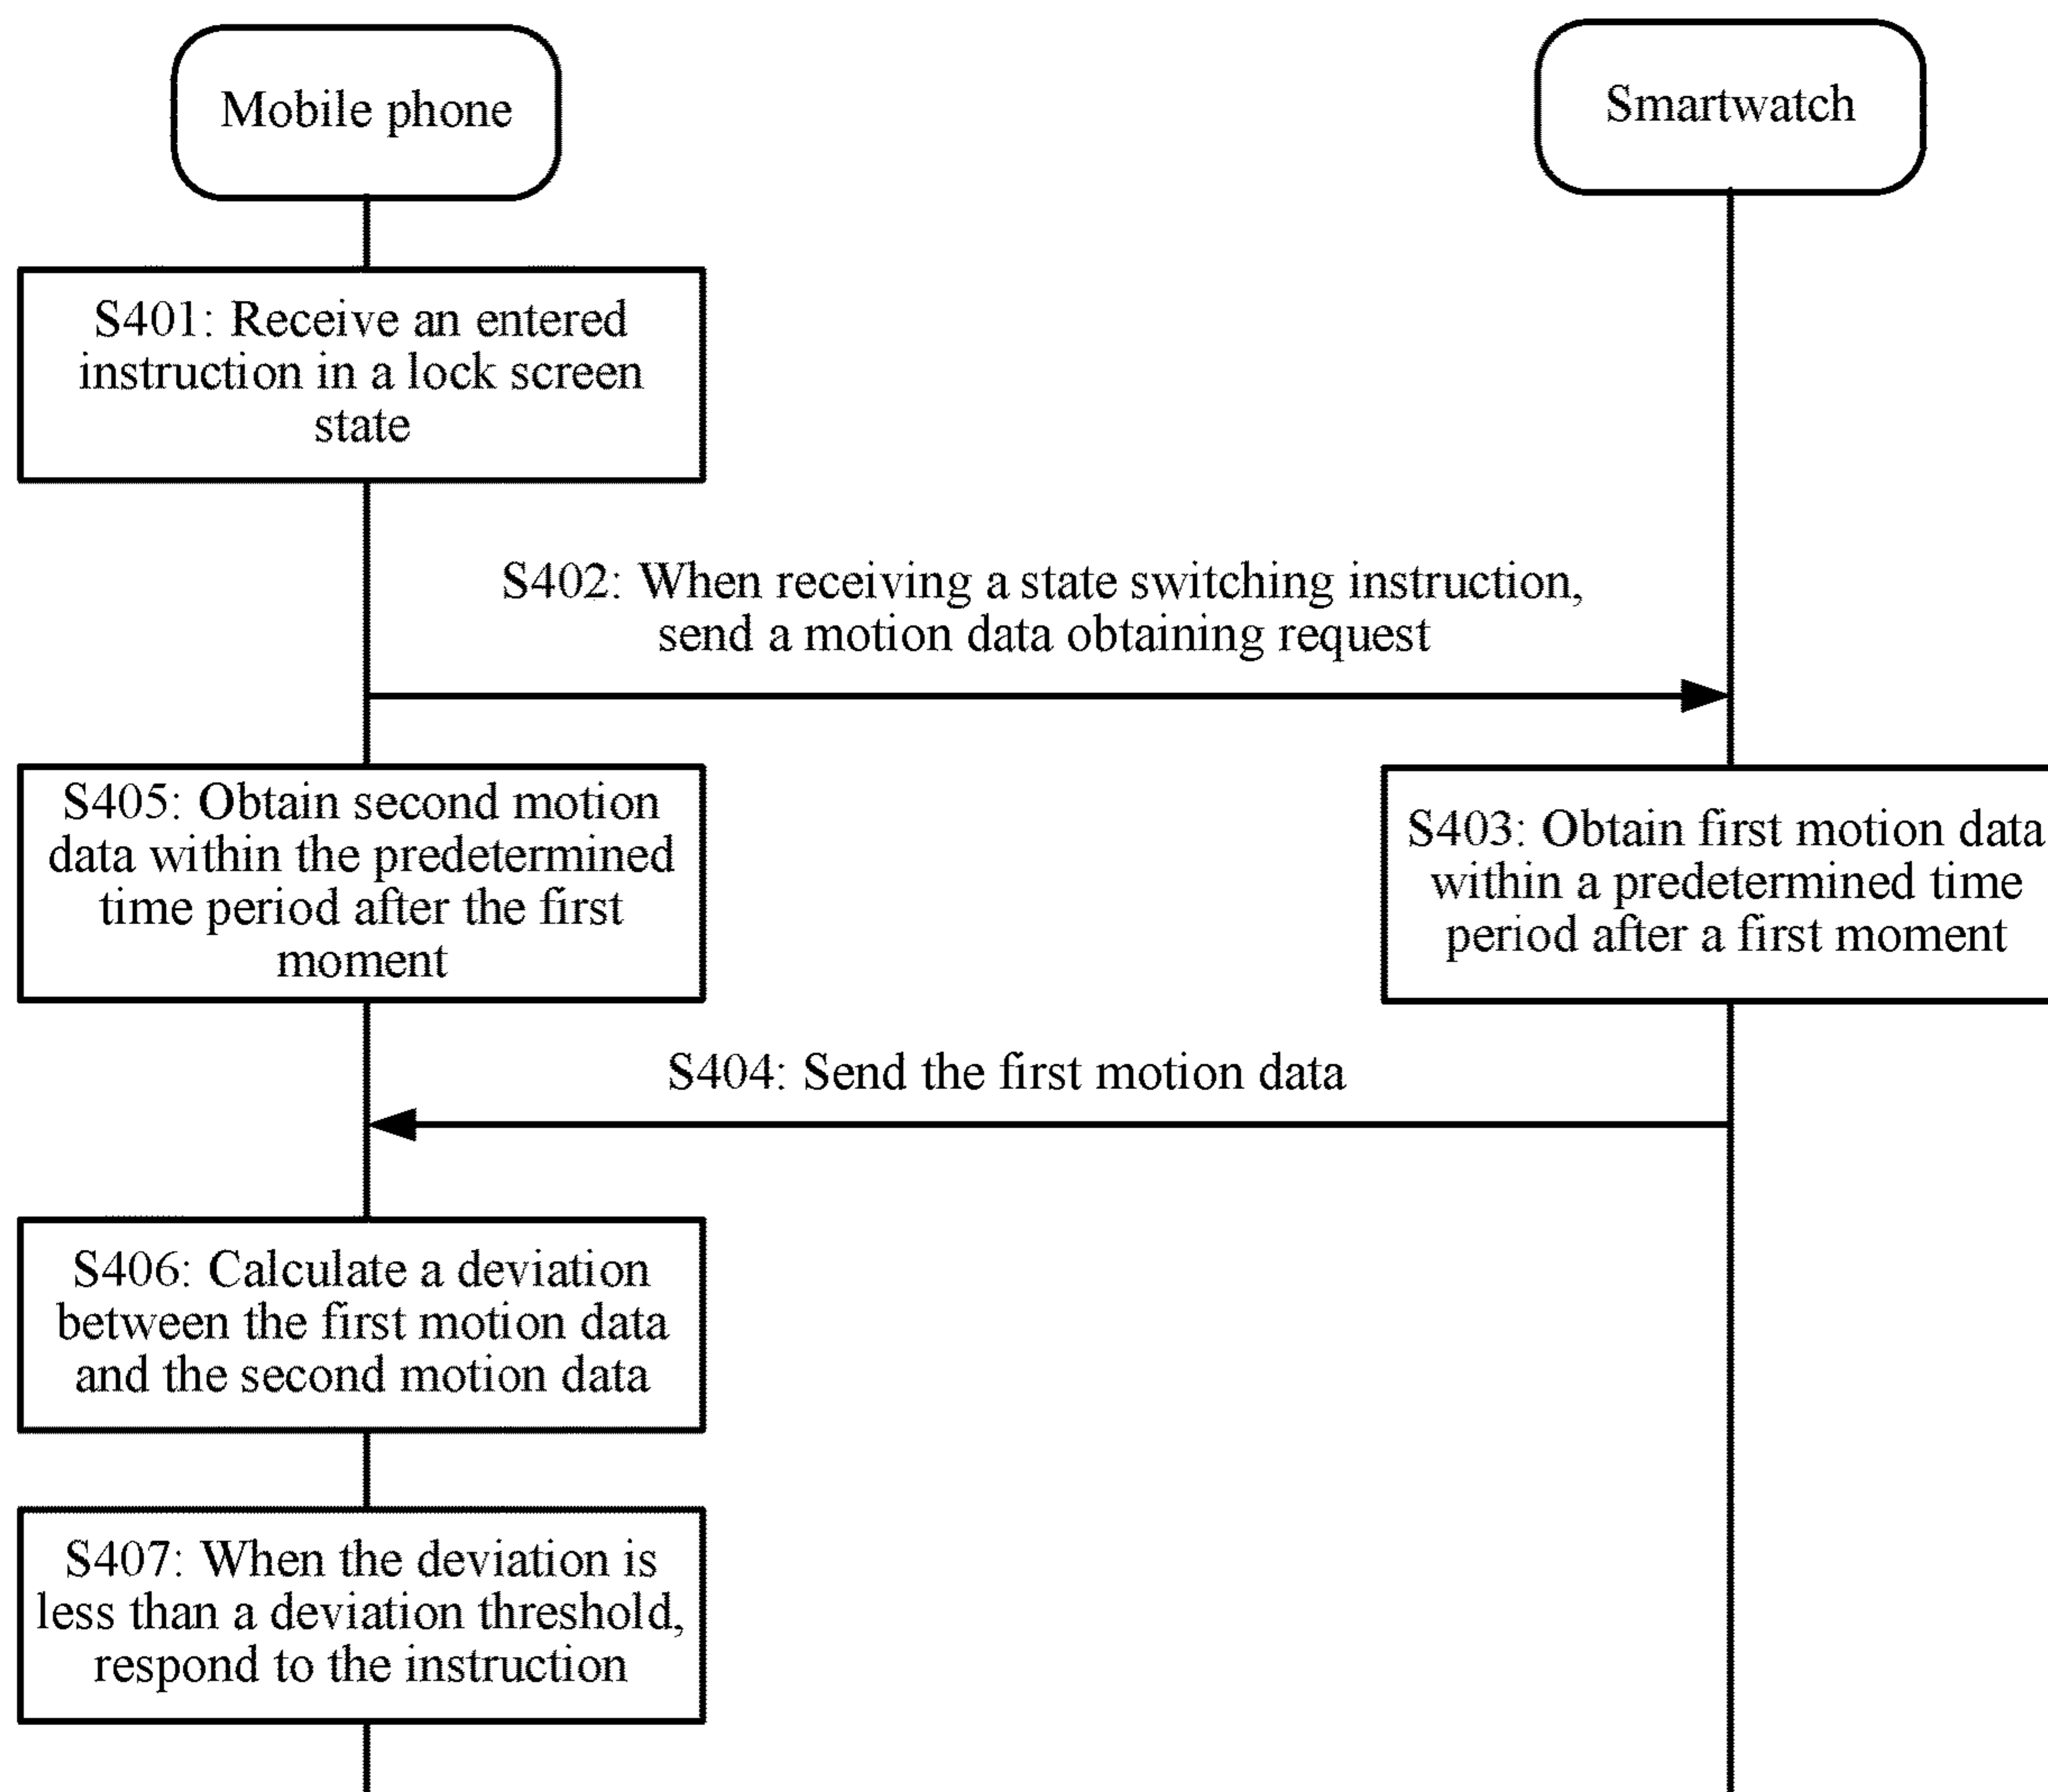 Mobile phone
Smartwatch
S401: Receive an entered
instruction in a lock screen
state
S402: When receiving a state switching instruction,
send a motion data obtaining request
S405: Obtain second motion
data within the predetermined
time period after the first
moment
S403: Obtain first motion data
within a predetermined time
period after a first moment
S404: Send the first motion data
S406: Calculate a deviation
between the first motion data
and the second motion data
S407: When the deviation is
less than a deviation threshold,
respond to the instruction